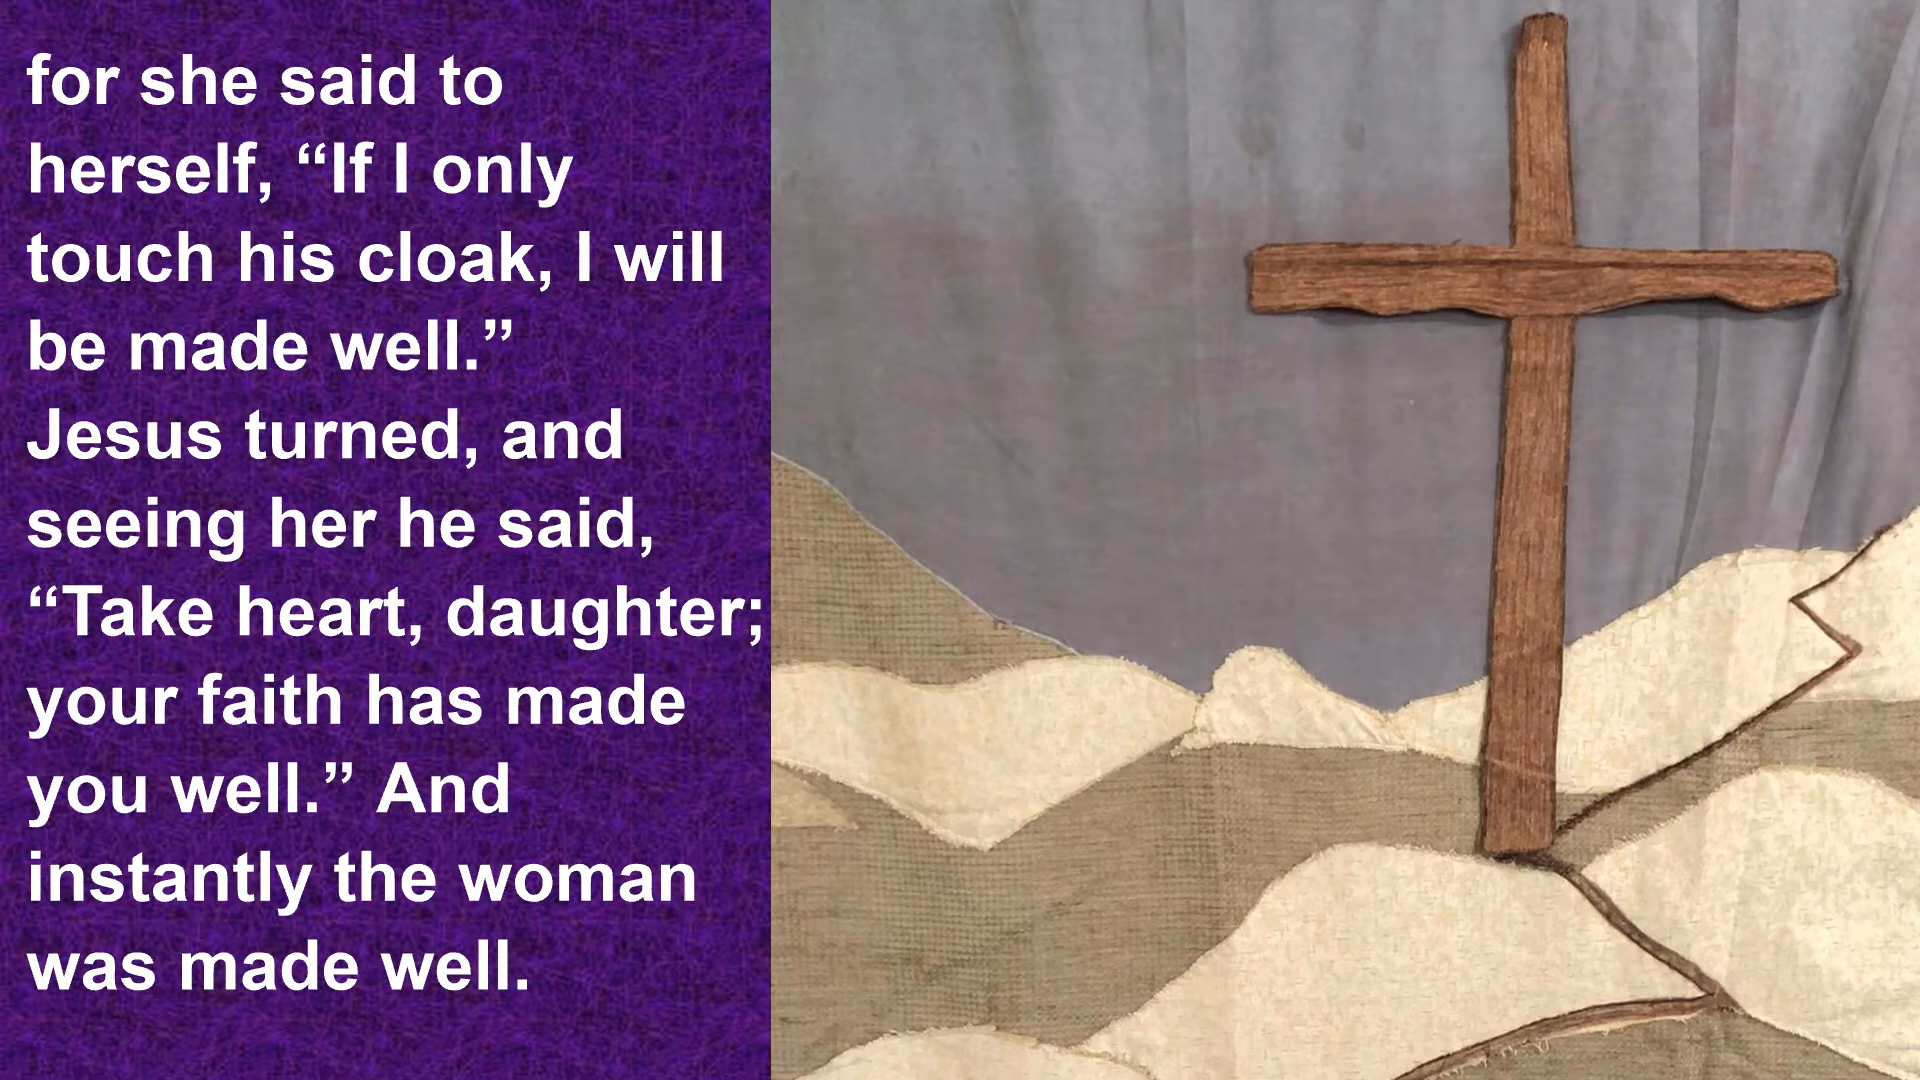 for she said to
herself, “If I only
touch his cloak, I will
be made well.”
Jesus turned, and
seeing her he said,
“Take heart, daughter;
your faith has made
you well.” And
instantly the woman
was made well.